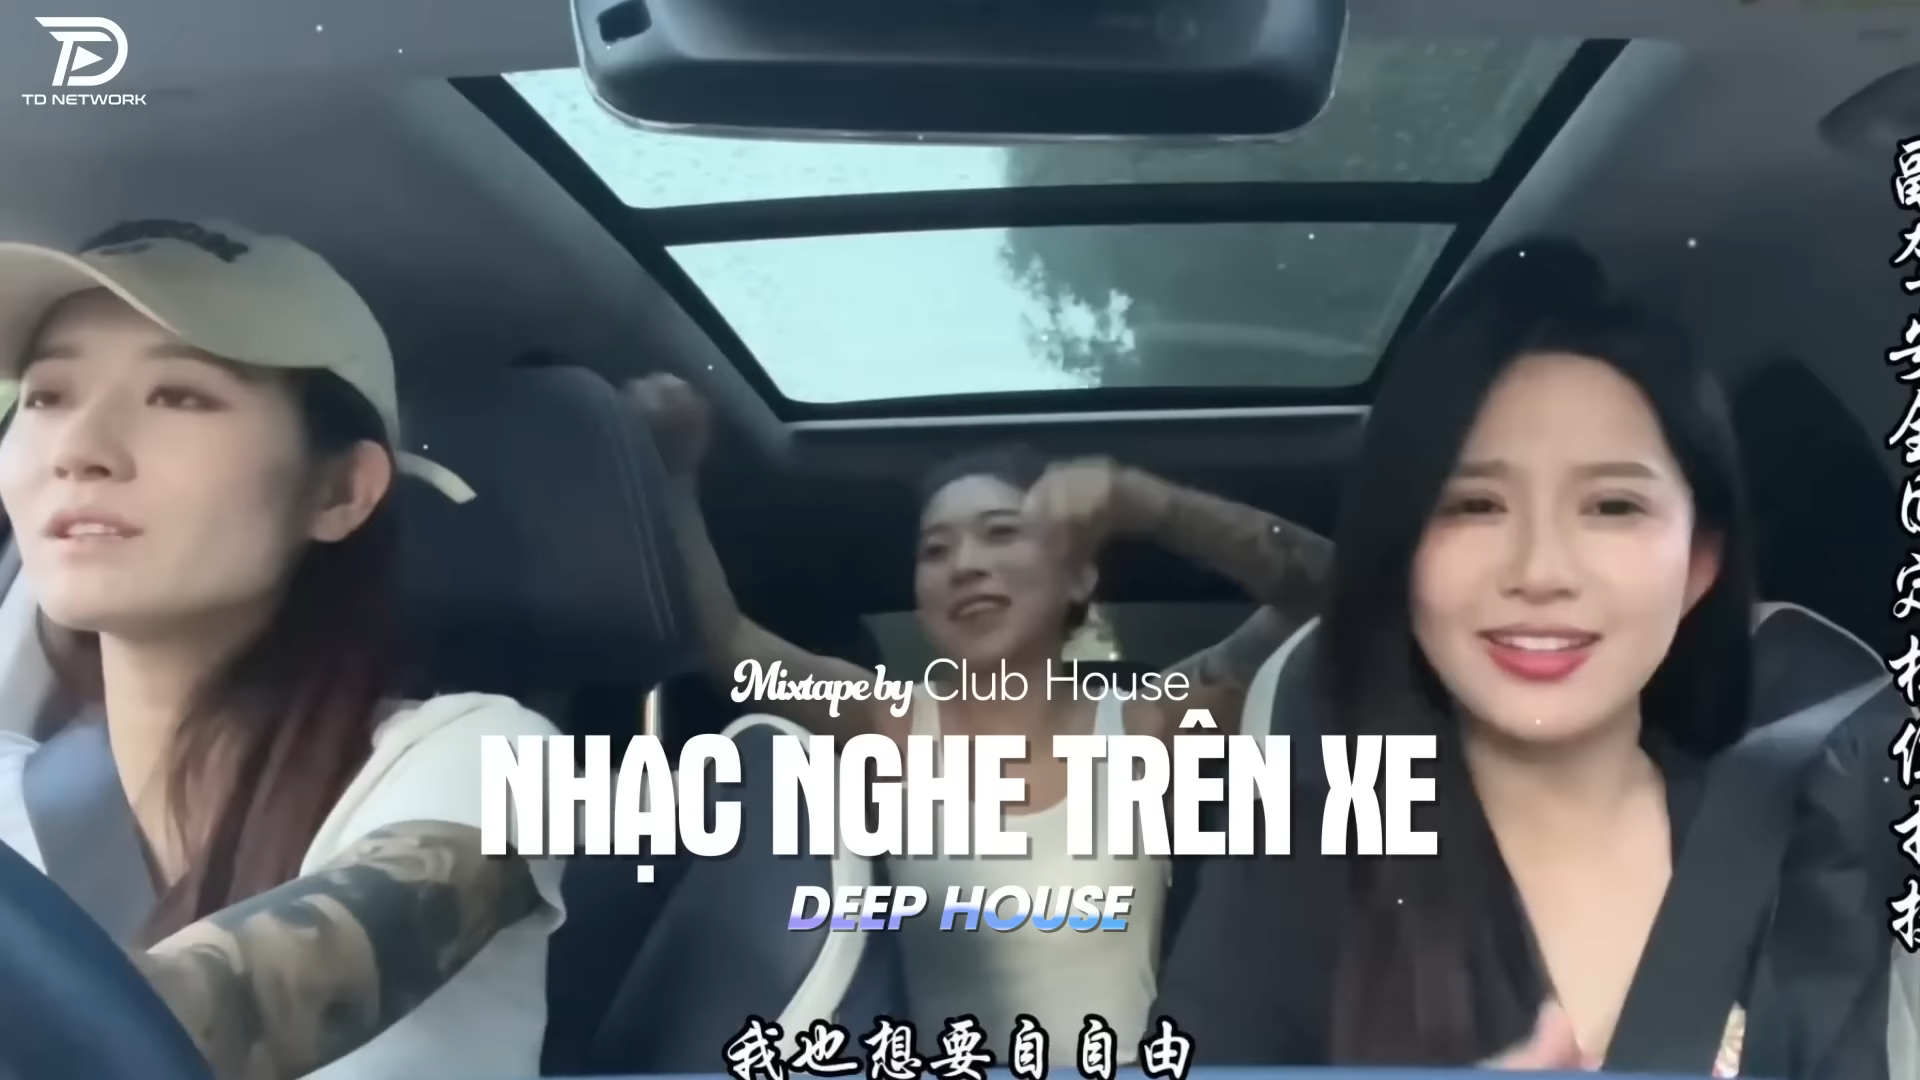 TD NETWORK
Mixtape by Club House
NHẠC NGHE TRÊN XE
DEEP HOUSE
我也想要自自由